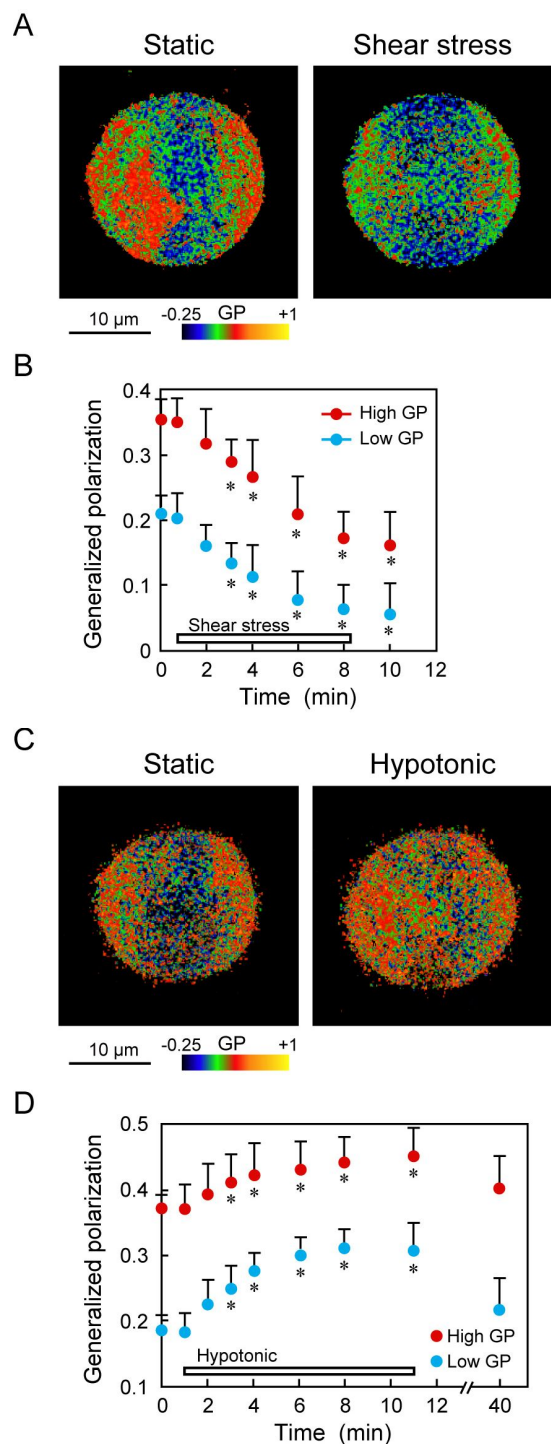 A
Static Shear stress
10 µm
-0.25 GP +1
B
Generalized polarization
0.4
0.3
0.2
0.1
0
High GP
Low GP
* * * * *
* * * * *
Shear stress
0 2 4 6 8 10 12
Time (min)
C
Static Hypotonic
10 µm
-0.25 GP +1
D
Generalized polarization
0.5
0.4
0.3
0.2
0.1
* * * * *
* * * * *
High GP
Low GP
Hypotonic
0 2 4 6 8 10 12 40
Time (min)